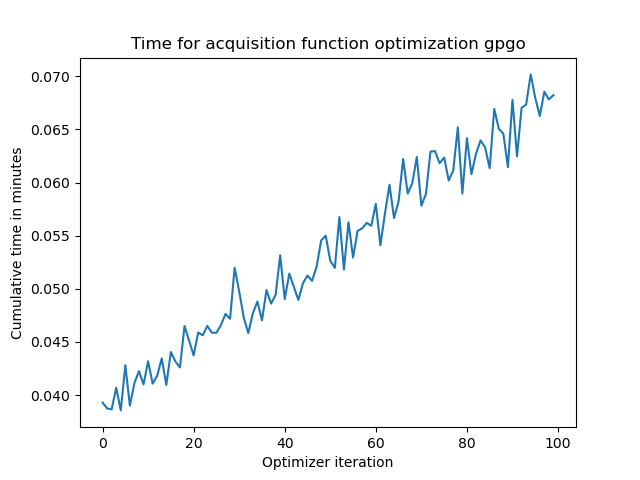 Time for acquisition function optimization gpgo
0.070
0.065
0.060
0.055
0.050
0.045
0.040
Cumulative time in minutes
0 20 40 60 80 100
Optimizer iteration